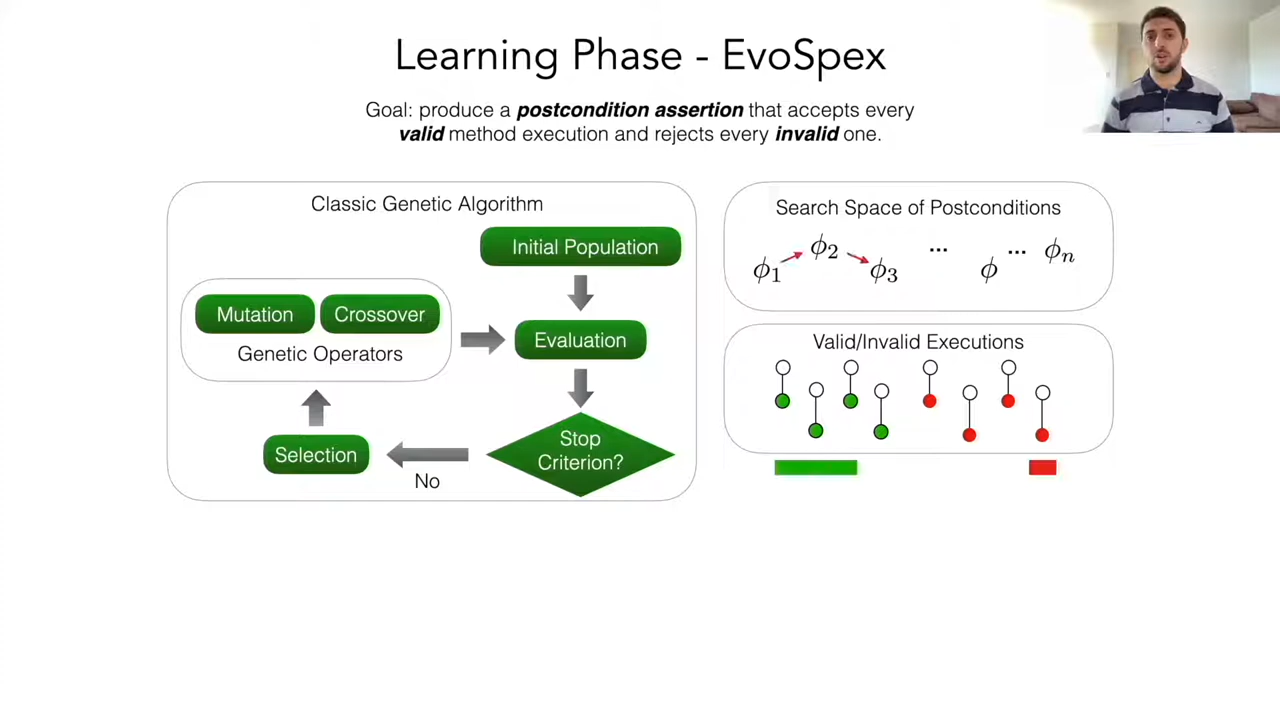 Learning Phase - EvoSpex
Goal: produce a postcondition assertion that accepts every
valid method execution and rejects every invalid one.
Classic Genetic Algorithm
Initial Population
Mutation
Crossover
Genetic Operators
Evaluation
Stop
Criterion?
Selection
No
Search Space of Postconditions
ϕ1 ϕ2 ϕ3 ... ϕ ... ϕn
Valid/Invalid Executions